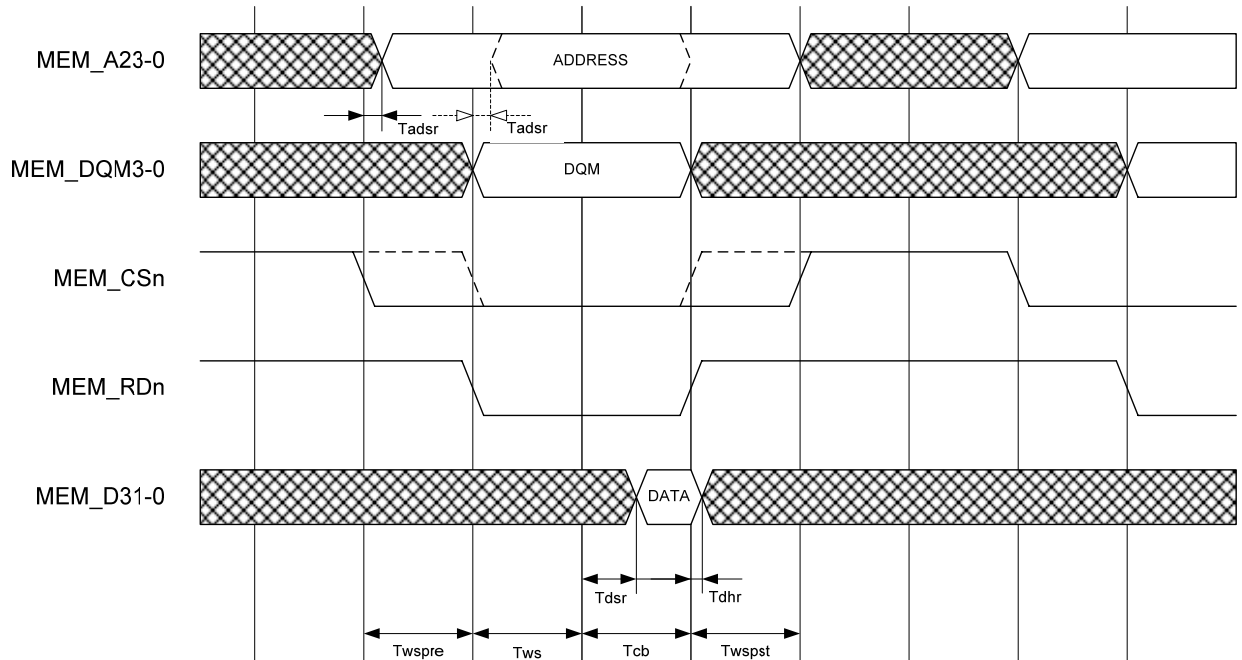 MEM_A23-0
ADDRESS
Tadsr
Tadsr
MEM_DQM3-0
DQM
MEM_CSn
MEM_RDn
MEM_D31-0
DATA
Tdsr
Tdhr
Twspre
Tws
Tcb
Twspst